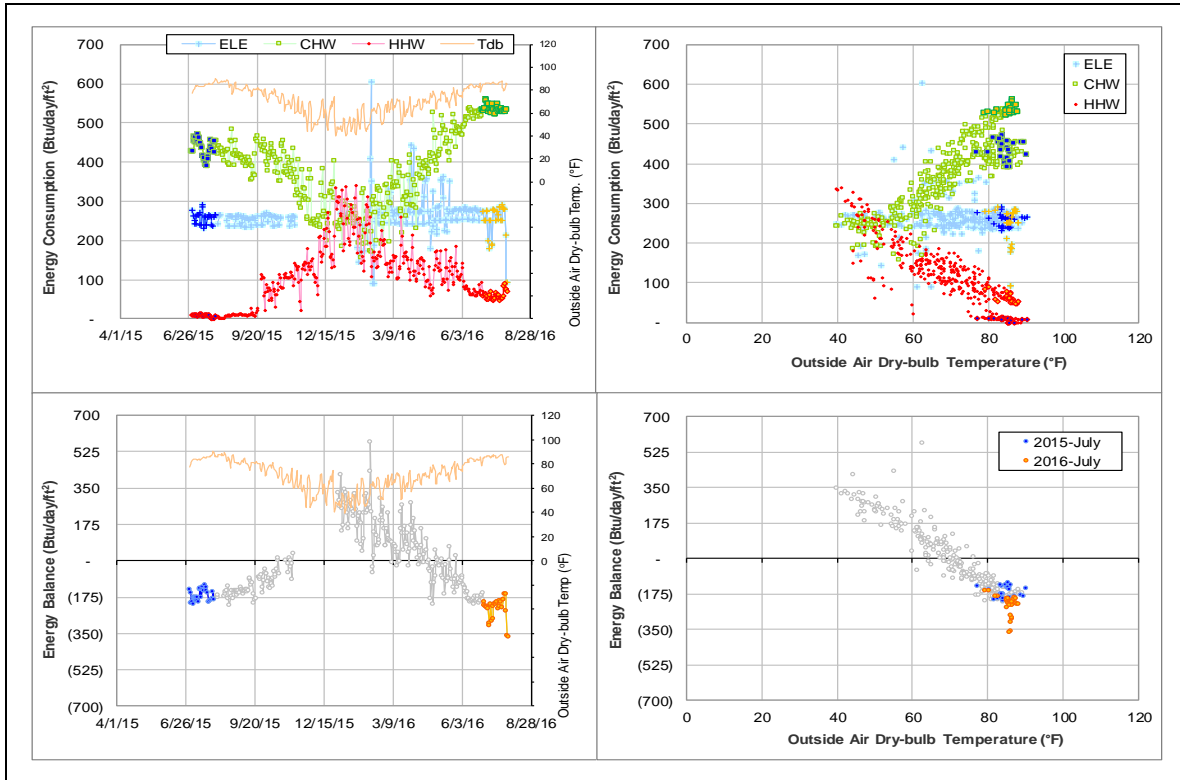 ELE CHW HHW Tdb
Energy Consumption (Btu/day/ft²)
700
600
500
400
300
200
100
-
120
100
80
60
40
20
0
Outside Air Dry-bulb Temp. (°F)
4/1/15 6/26/15 9/20/15 12/15/15 3/9/16 6/3/16 8/28/16
Energy Consumption (Btu/day/ft²)
700
600
500
400
300
200
100
-
ELE
CHW
HHW
0 20 40 60 80 100 120
Outside Air Dry-bulb Temperature (°F)
Energy Balance (Btu/day/ft²)
700
525
350
175
-
(175)
(350)
(525)
(700)
120
100
80
60
40
20
0
Outside Air Dry-bulb Temp (°F)
4/1/15 6/26/15 9/20/15 12/15/15 3/9/16 6/3/16 8/28/16
Energy Balance (Btu/day/ft²)
700
525
350
175
-
(175)
(350)
(525)
(700)
2015-July
2016-July
0 20 40 60 80 100 120
Outside Air Dry-bulb Temperature (°F)